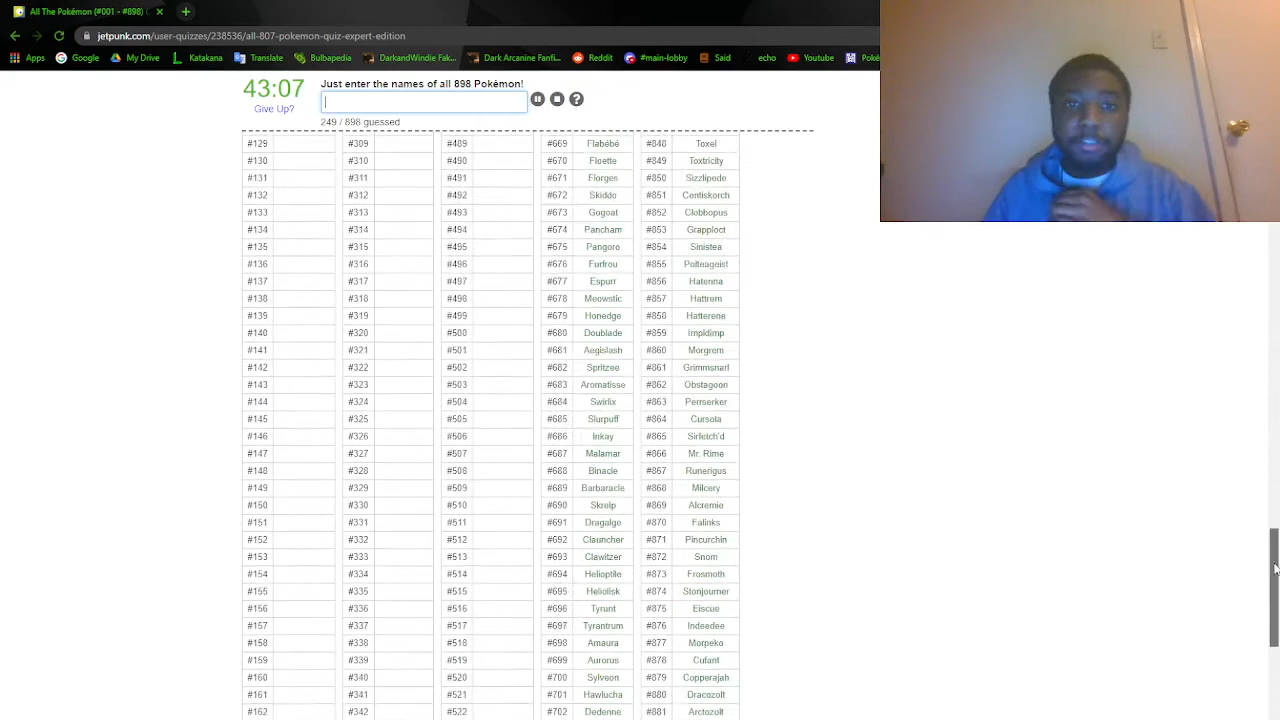 All The Pokémon (#001 - #898) (
jetpunk.com/user-quizzes/238536/all-807-pokemon-quiz-expert-edition
Apps Google My Drive Katakana Translate Bulbapedia DarkandWindie Fak... Dark Arcanine Fanfi... Reddit #main-lobby Said echo Youtube Poké
43:07 Just enter the names of all 898 Pokémon!
Give Up?
249 / 898 guessed
#129 #309 #489 #669 Flabébé #848 Toxel
#130 #310 #490 #670 Floette #849 Toxtricity
#131 #311 #491 #671 Florges #850 Sizzlipede
#132 #312 #492 #672 Skiddo #851 Centiskorch
#133 #313 #493 #673 Gogoat #852 Clobbopus
#134 #314 #494 #674 Pancham #853 Grapploct
#135 #315 #495 #675 Pangoro #854 Sinistea
#136 #316 #496 #676 Furfrou #855 Polteageist
#137 #317 #497 #677 Espurr #856 Hatenna
#138 #318 #498 #678 Meowstic #857 Hattrem
#139 #319 #499 #679 Honedge #858 Hatterene
#140 #320 #500 #680 Doublade #859 Impidimp
#141 #321 #501 #681 Aegislash #860 Morgrem
#142 #322 #502 #682 Spritzee #861 Grimmsnarl
#143 #323 #503 #683 Aromatisse #862 Obstagoon
#144 #324 #504 #684 Swirlix #863 Perrserker
#145 #325 #505 #685 Slurpuff #864 Cursola
#146 #326 #506 #686 Inkay #865 Sirfetch'd
#147 #327 #507 #687 Malamar #866 Mr. Rime
#148 #328 #508 #688 Binacle #867 Runerigus
#149 #329 #509 #689 Barbaracle #868 Milcery
#150 #330 #510 #690 Skrelp #869 Alcremie
#151 #331 #511 #691 Dragalge #870 Falinks
#152 #332 #512 #692 Clauncher #871 Pincurchin
#153 #333 #513 #693 Clawitzer #872 Snom
#154 #334 #514 #694 Helioptile #873 Frosmoth
#155 #335 #515 #695 Heliolisk #874 Stonjourner
#156 #336 #516 #696 Tyrunt #875 Eiscue
#157 #337 #517 #697 Tyrantrum #876 Indeedee
#158 #338 #518 #698 Amaura #877 Morpeko
#159 #339 #519 #699 Aurorus #878 Cufant
#160 #340 #520 #700 Sylveon #879 Copperajah
#161 #341 #521 #701 Hawlucha #880 Dracozolt
#162 #342 #522 #702 Dedenne #881 Arctozolt